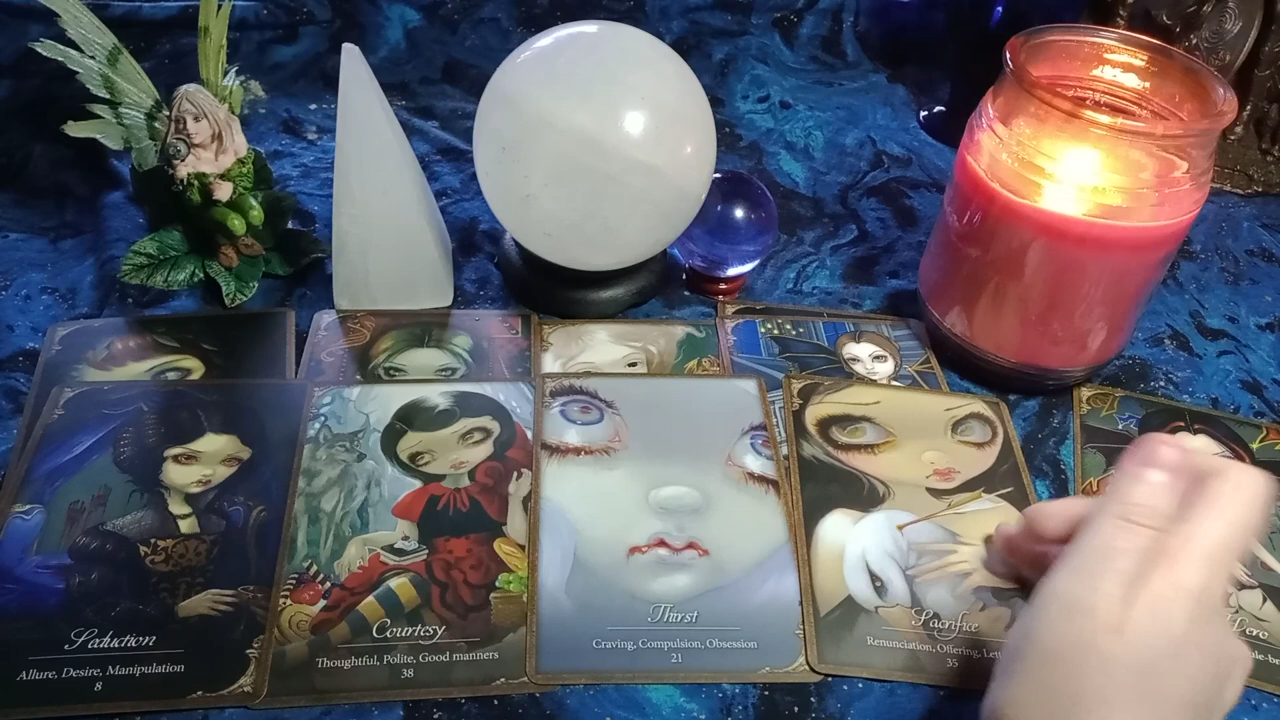 Seduction
Allure, Desire, Manipulation
8
Courtesy
Thoughtful, Polite, Good manners
38
Thirst
Craving, Compulsion, Obsession
21
Sacrifice
Renunciation, Offering,
35